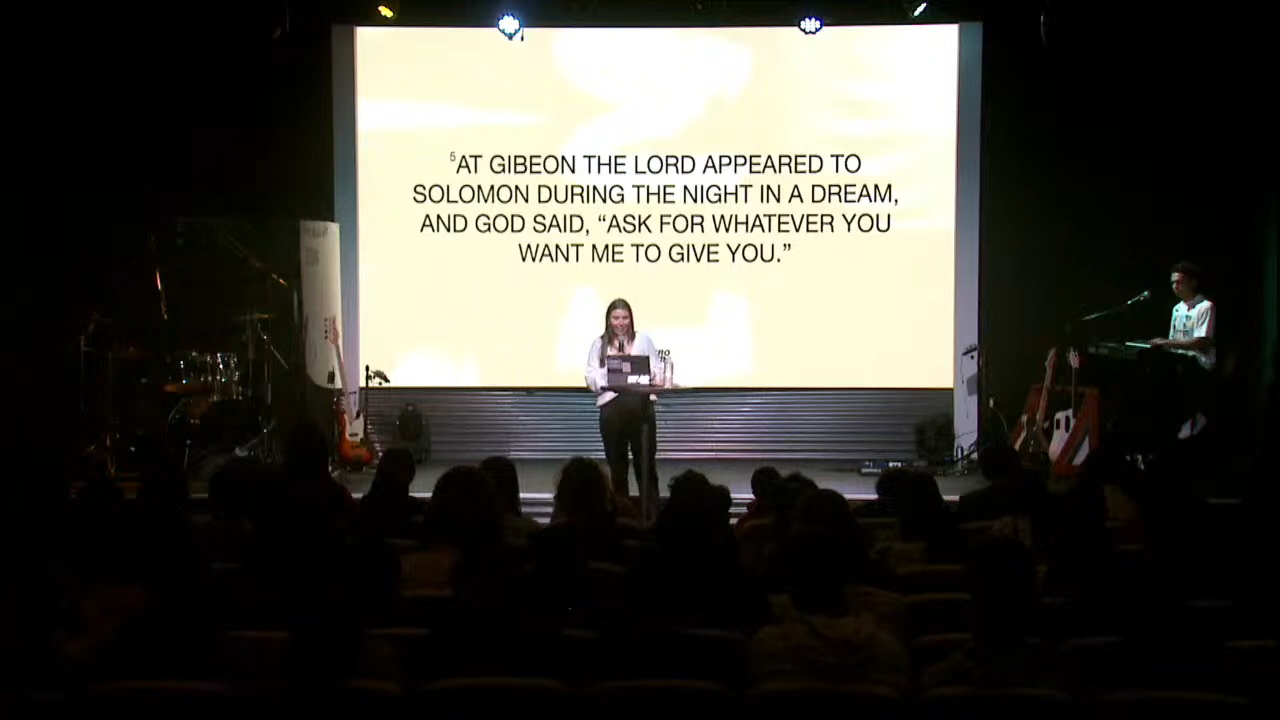 ⁵AT GIBEON THE LORD APPEARED TO
SOLOMON DURING THE NIGHT IN A DREAM,
AND GOD SAID, “ASK FOR WHATEVER YOU
WANT ME TO GIVE YOU.”